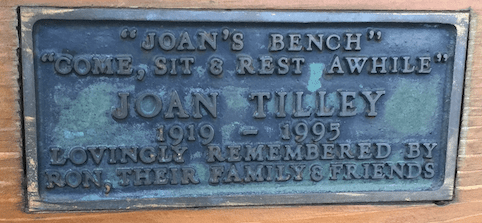 "JOAN'S BENCH"
"COME, SIT & REST AWHILE"
JOAN TILLEY
1919 - 1995
LOVINGLY REMEMBERED BY
RON, THEIR FAMILY & FRIENDS